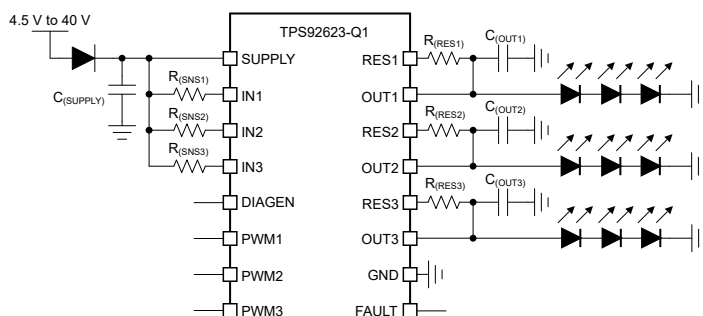 4.5 V to 40 V
TPS92623-Q1
C(SUPPLY)
R(SNS1)
R(SNS2)
R(SNS3)
SUPPLY
IN1
IN2
IN3
DIAGEN
PWM1
PWM2
PWM3
RES1
OUT1
RES2
OUT2
RES3
OUT3
GND
FAULT
R(RES1)
C(OUT1)
R(RES2)
C(OUT2)
R(RES3)
C(OUT3)